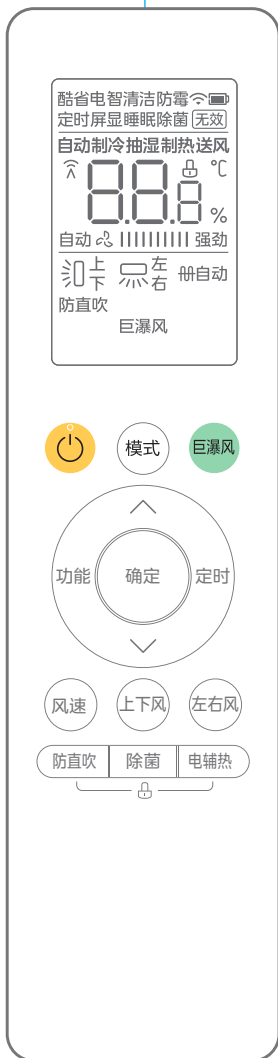 酷省电智清洁防霉
定时屏显睡眠除菌 无效
自动制冷抽湿制热送风
88.8 ℃
%
自动 强劲
上下 左右 自动
防直吹
巨瀑风
模式 巨瀑风
功能 确定 定时
风速 上下风 左右风
防直吹 除菌 电辅热